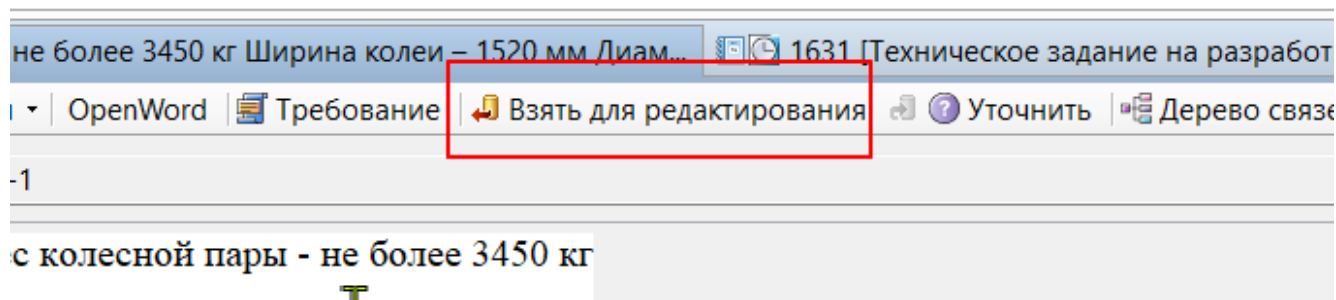 не более 3450 кг Ширина колеи – 1520 мм Диам... 1631 [Техническое задание на разработ
OpenWord Требование Взять для редактирования Уточнить Дерево связе
-1
с колесной пары - не более 3450 кг